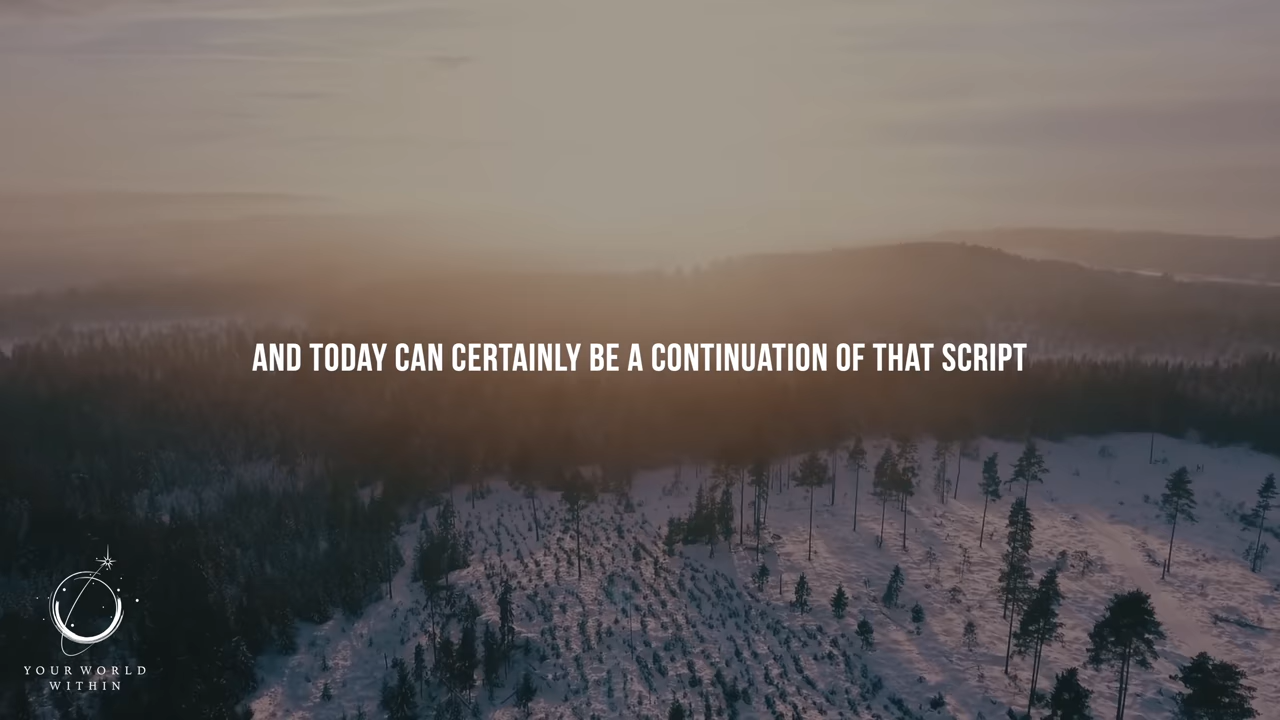 AND TODAY CAN CERTAINLY BE A CONTINUATION OF THAT SCRIPT
YOUR WORLD
WITHIN